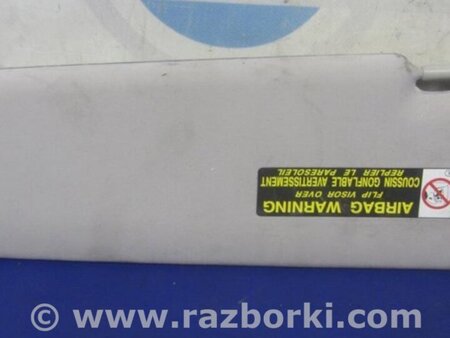 AIRBAG WARNING
FLIP VISOR OVER
COUSSIN GONFLABLE AVERTISSEMENT
REPLIER LE PARESOLEIL
© www.razborki.com